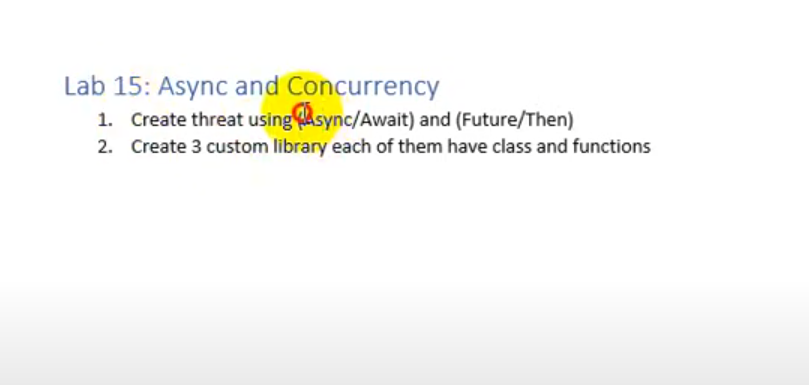 Lab 15: Async and Concurrency
1. Create threat using (Async/Await) and (Future/Then)
2. Create 3 custom library each of them have class and functions